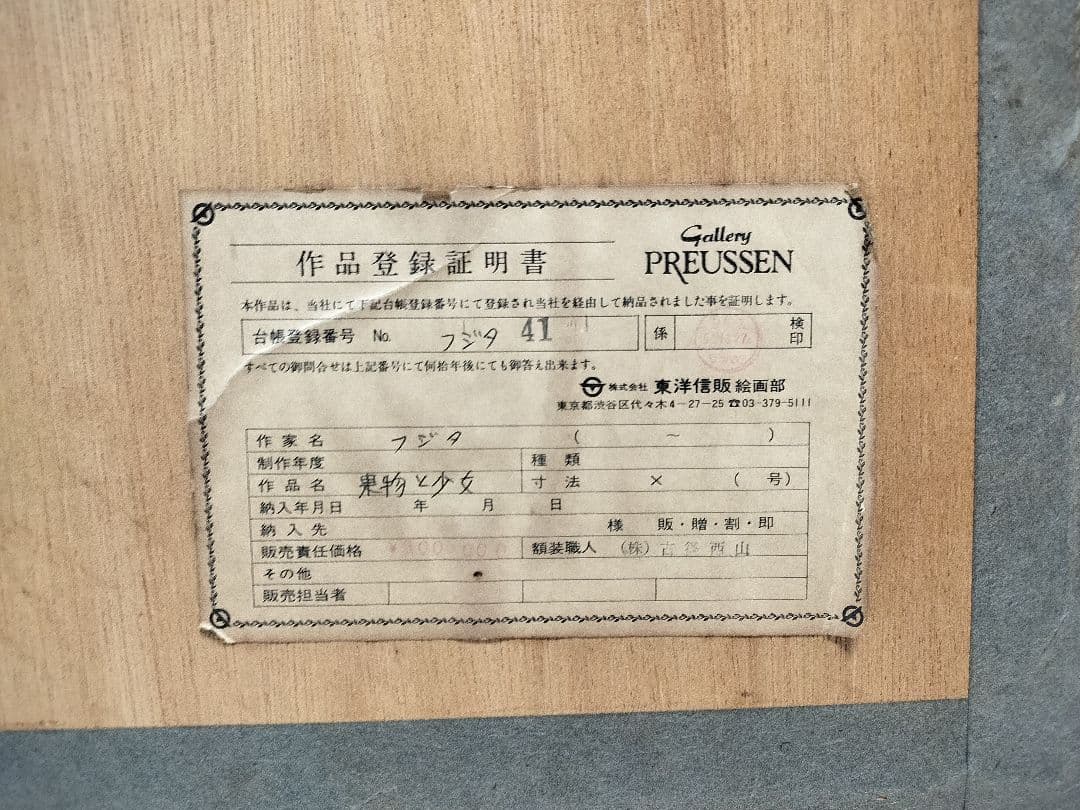 作品登録証明書
Gallery
PREUSSEN
本作品は、当社にて下記台帳登録番号にて登録され当社を経由して納品されました事を証明します。
台帳登録番号 No. フジタ 41 係 検印
すべての御問合せは上記番号にて何拾年後にても御答え出来ます。
株式会社 東洋信販 絵画部
東京都渋谷区代々木4-27-25 ☎03-379-5111
作家名 フジタ ( ~ )
制作年度 種類
作品名 果物と少女 寸法 × ( 号)
納入年月日 年 月 日
納入先 様 販・贈・割・即
販売責任価格 額装職人 (株)古径西山
その他
販売担当者